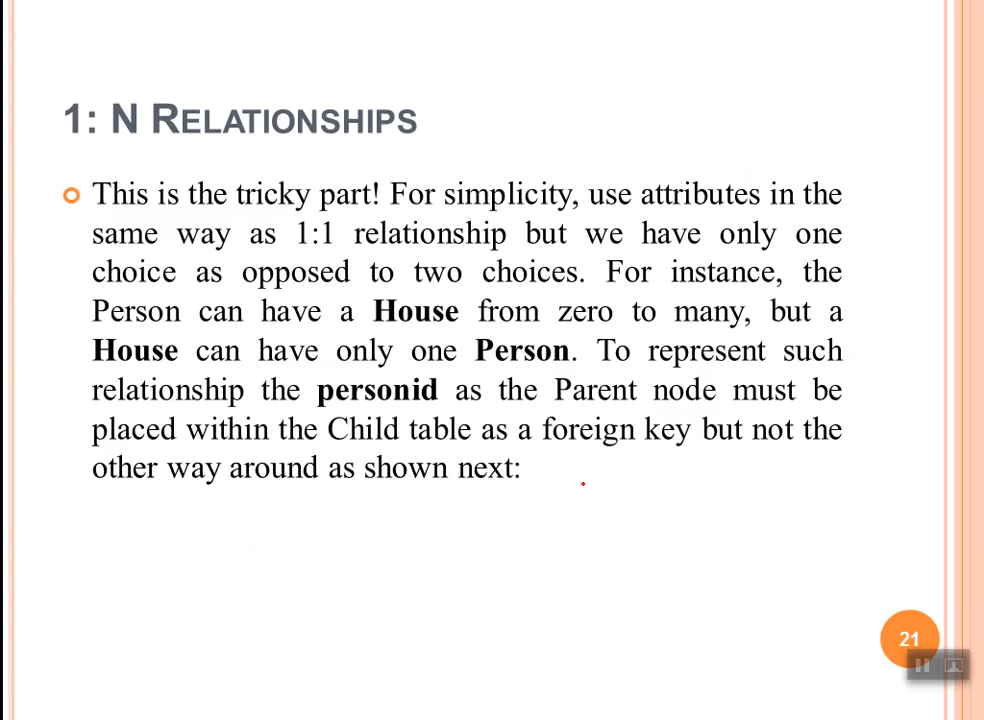 1: N RELATIONSHIPS
This is the tricky part! For simplicity, use attributes in the
same way as 1:1 relationship but we have only one
choice as opposed to two choices. For instance, the
Person can have a House from zero to many, but a
House can have only one Person. To represent such
relationship the personid as the Parent node must be
placed within the Child table as a foreign key but not the
other way around as shown next:
21